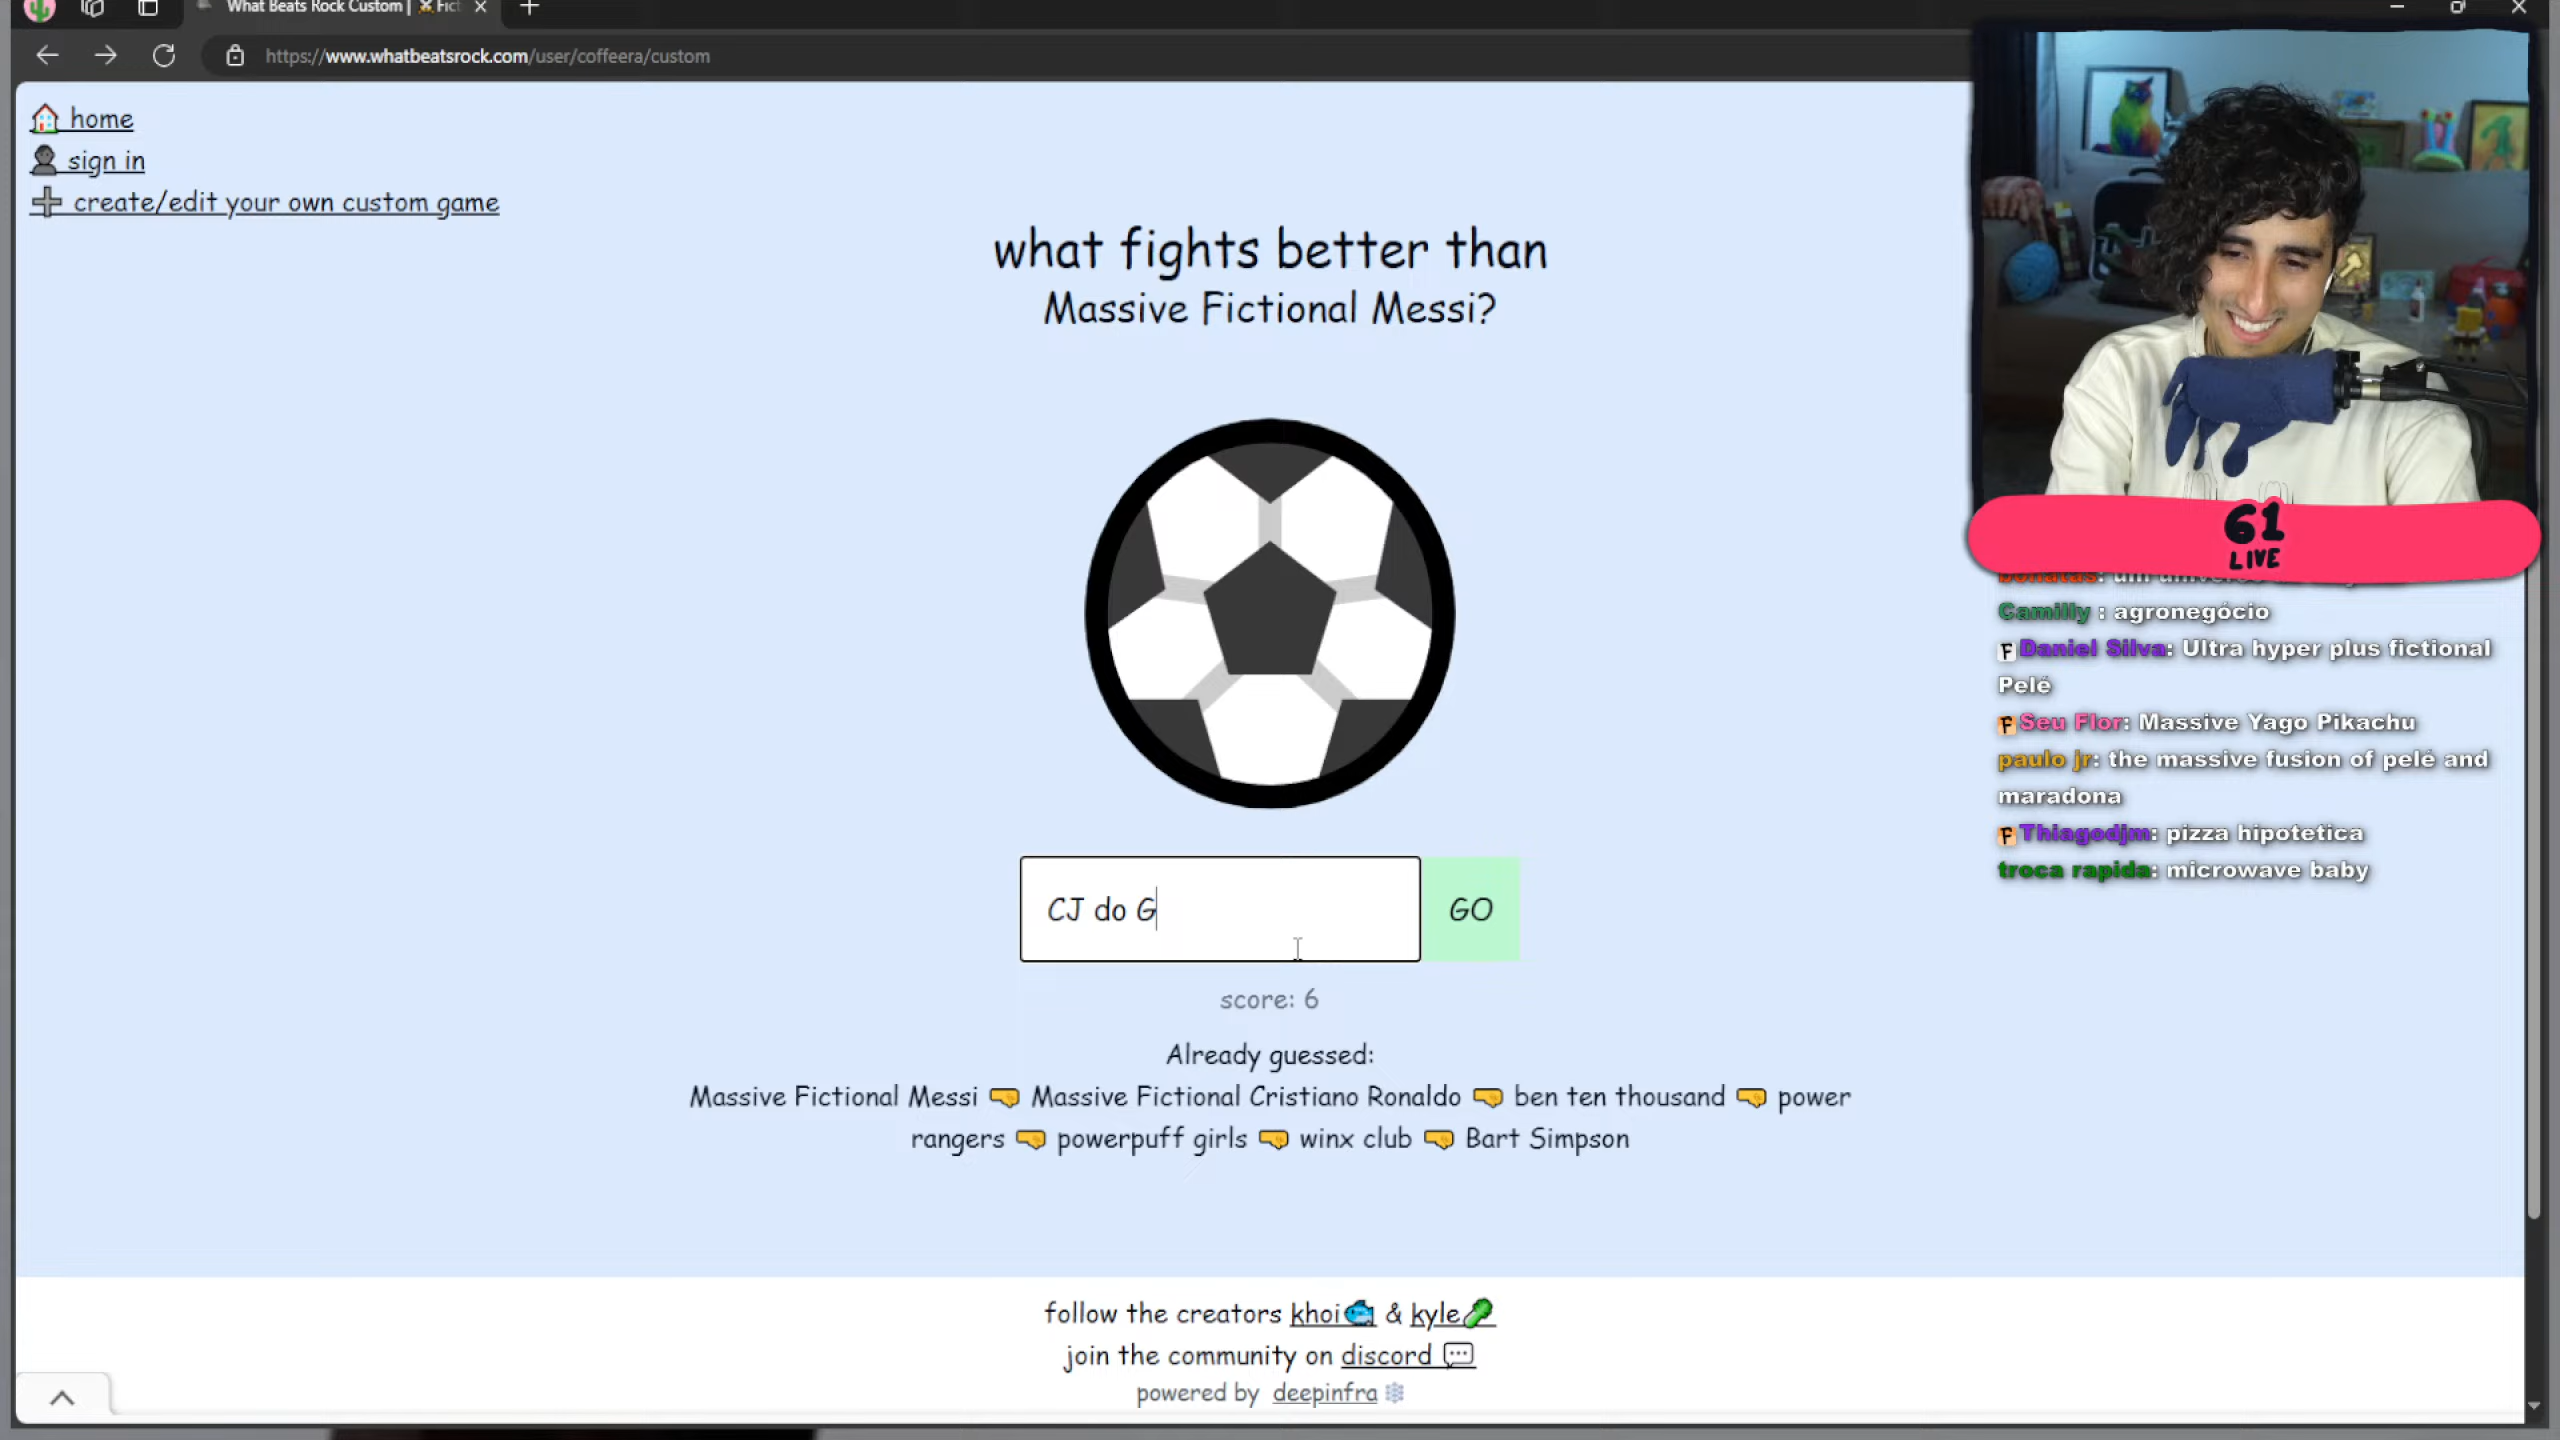 What Beats Rock Custom | Fict
https://www.whatbeatsrock.com/user/coffeera/custom
home
sign in
create/edit your own custom game
what fights better than
Massive Fictional Messi?
CJ do G
GO
score: 6
Already guessed:
Massive Fictional Messi 🤜 Massive Fictional Cristiano Ronaldo 🤜 ben ten thousand 🤜 power
rangers 🤜 powerpuff girls 🤜 winx club 🤜 Bart Simpson
follow the creators khoi🐟 & kyle🥒
join the community on discord 💬
powered by deepinfra
61
LIVE
Camilly : agronegócio
Daniel Silva: Ultra hyper plus fictional
Pelé
Seu Flor: Massive Yago Pikachu
paulo jr: the massive fusion of pelé and
maradona
Thiagodjm: pizza hipotetica
troca rapida: microwave baby